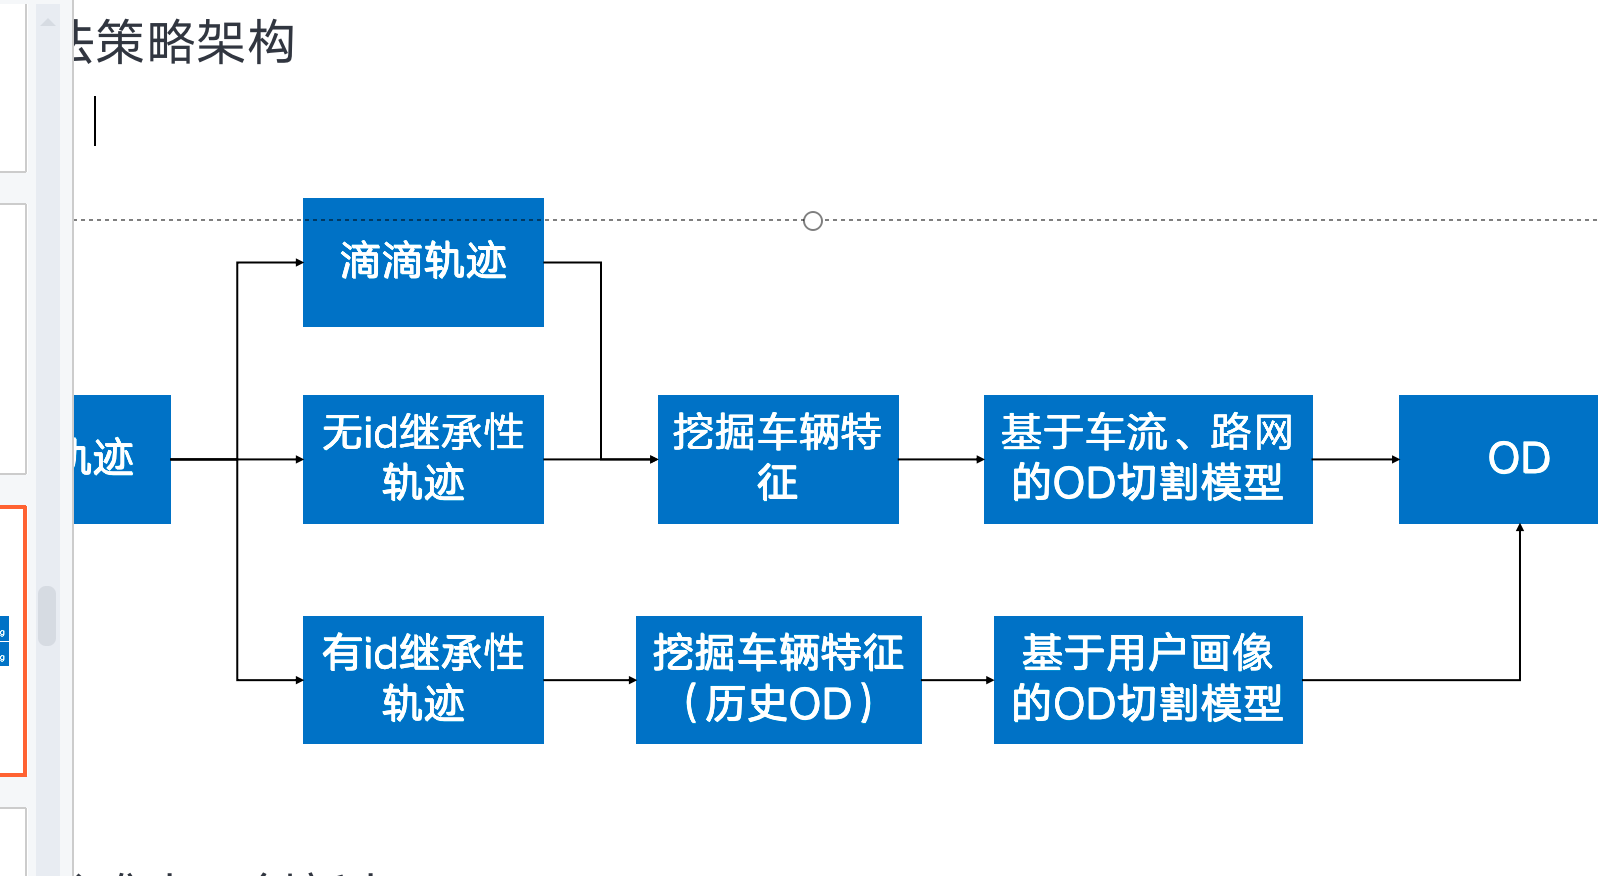 法策略架构
滴滴轨迹
轨迹
无id继承性
轨迹
挖掘车辆特
征
基于车流、路网
的OD切割模型
OD
有id继承性
轨迹
挖掘车辆特征
（历史OD）
基于用户画像
的OD切割模型